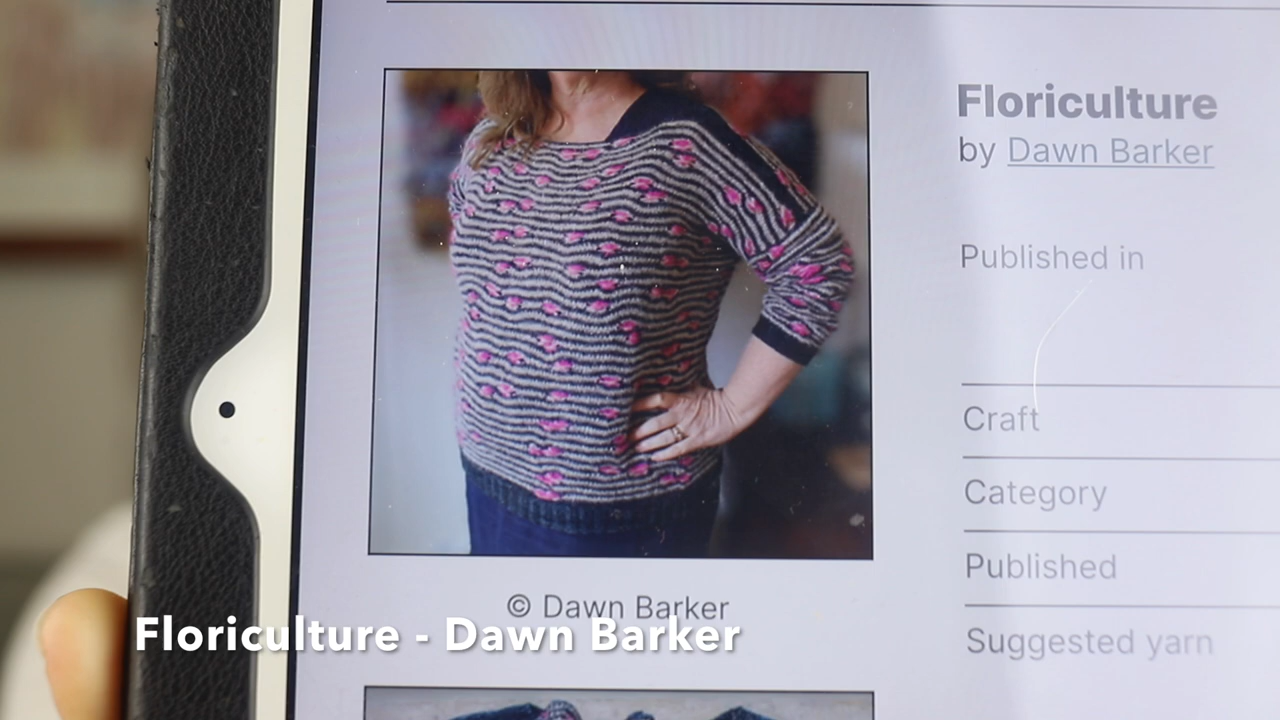 Floriculture
by Dawn Barker
Published in
Craft
Category
Published
Suggested yarn
© Dawn Barker
Floriculture - Dawn Barker